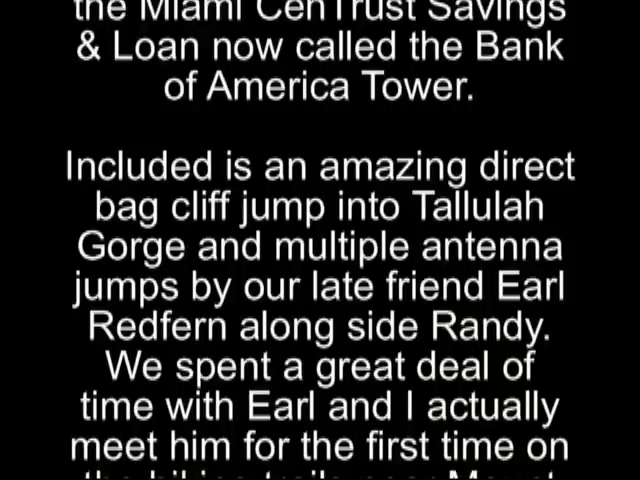 the Miami CenTrust Savings
& Loan now called the Bank
of America Tower.
Included is an amazing direct
bag cliff jump into Tallulah
Gorge and multiple antenna
jumps by our late friend Earl
Redfern along side Randy.
We spent a great deal of
time with Earl and I actually
meet him for the first time on